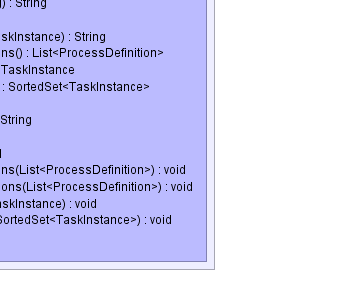 ) : String
skInstance) : String
ns() : List<ProcessDefinition>
TaskInstance
: SortedSet<TaskInstance>
String
ns(List<ProcessDefinition>) : void
ons(List<ProcessDefinition>) : void
askInstance) : void
SortedSet<TaskInstance>) : void